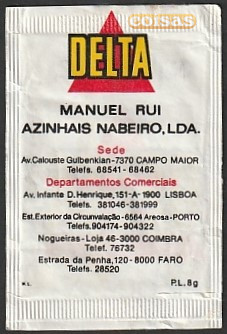 coisas
DELTA
MANUEL RUI
AZINHAIS NABEIRO, LDA.
Sede
Av. Calouste Gulbenkian-7370 CAMPO MAIOR
Telefs. 68541 - 68462
Departamentos Comerciais
Av. Infante D. Henrique, 151-A-1900 LISBOA
Telefs. 381046-381999
Est. Exterior da Circunvalação-6564 Areosa-PORTO
Telefs. 904174-904322
Nogueiras-Loja 46-3000 COIMBRA
Telef. 76732
Estrada da Penha, 120-8000 FARO
Telefs. 28520
M.L. P.L. 8g